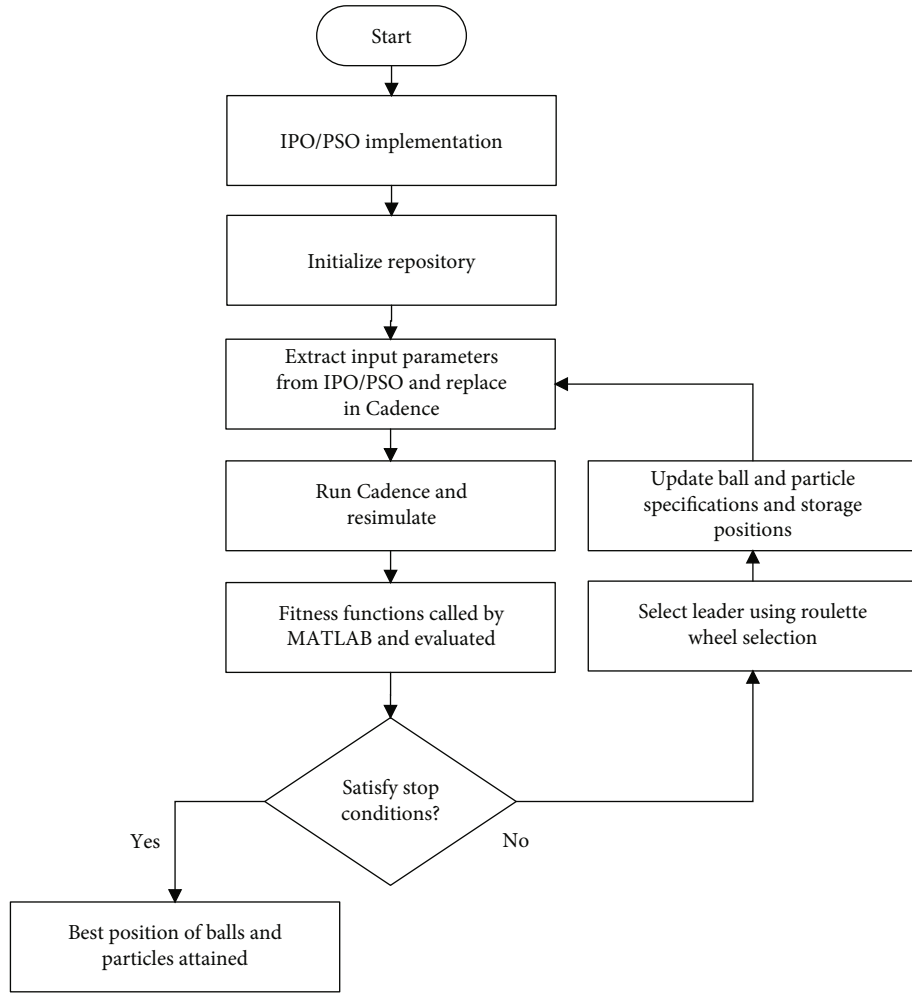 Start
IPO/PSO implementation
Initialize repository
Extract input parameters
from IPO/PSO and replace
in Cadence
Run Cadence and
resimulate
Fitness functions called by
MATLAB and evaluated
Satisfy stop
conditions?
Yes
No
Best position of balls and
particles attained
Select leader using roulette
wheel selection
Update ball and particle
specifications and storage
positions